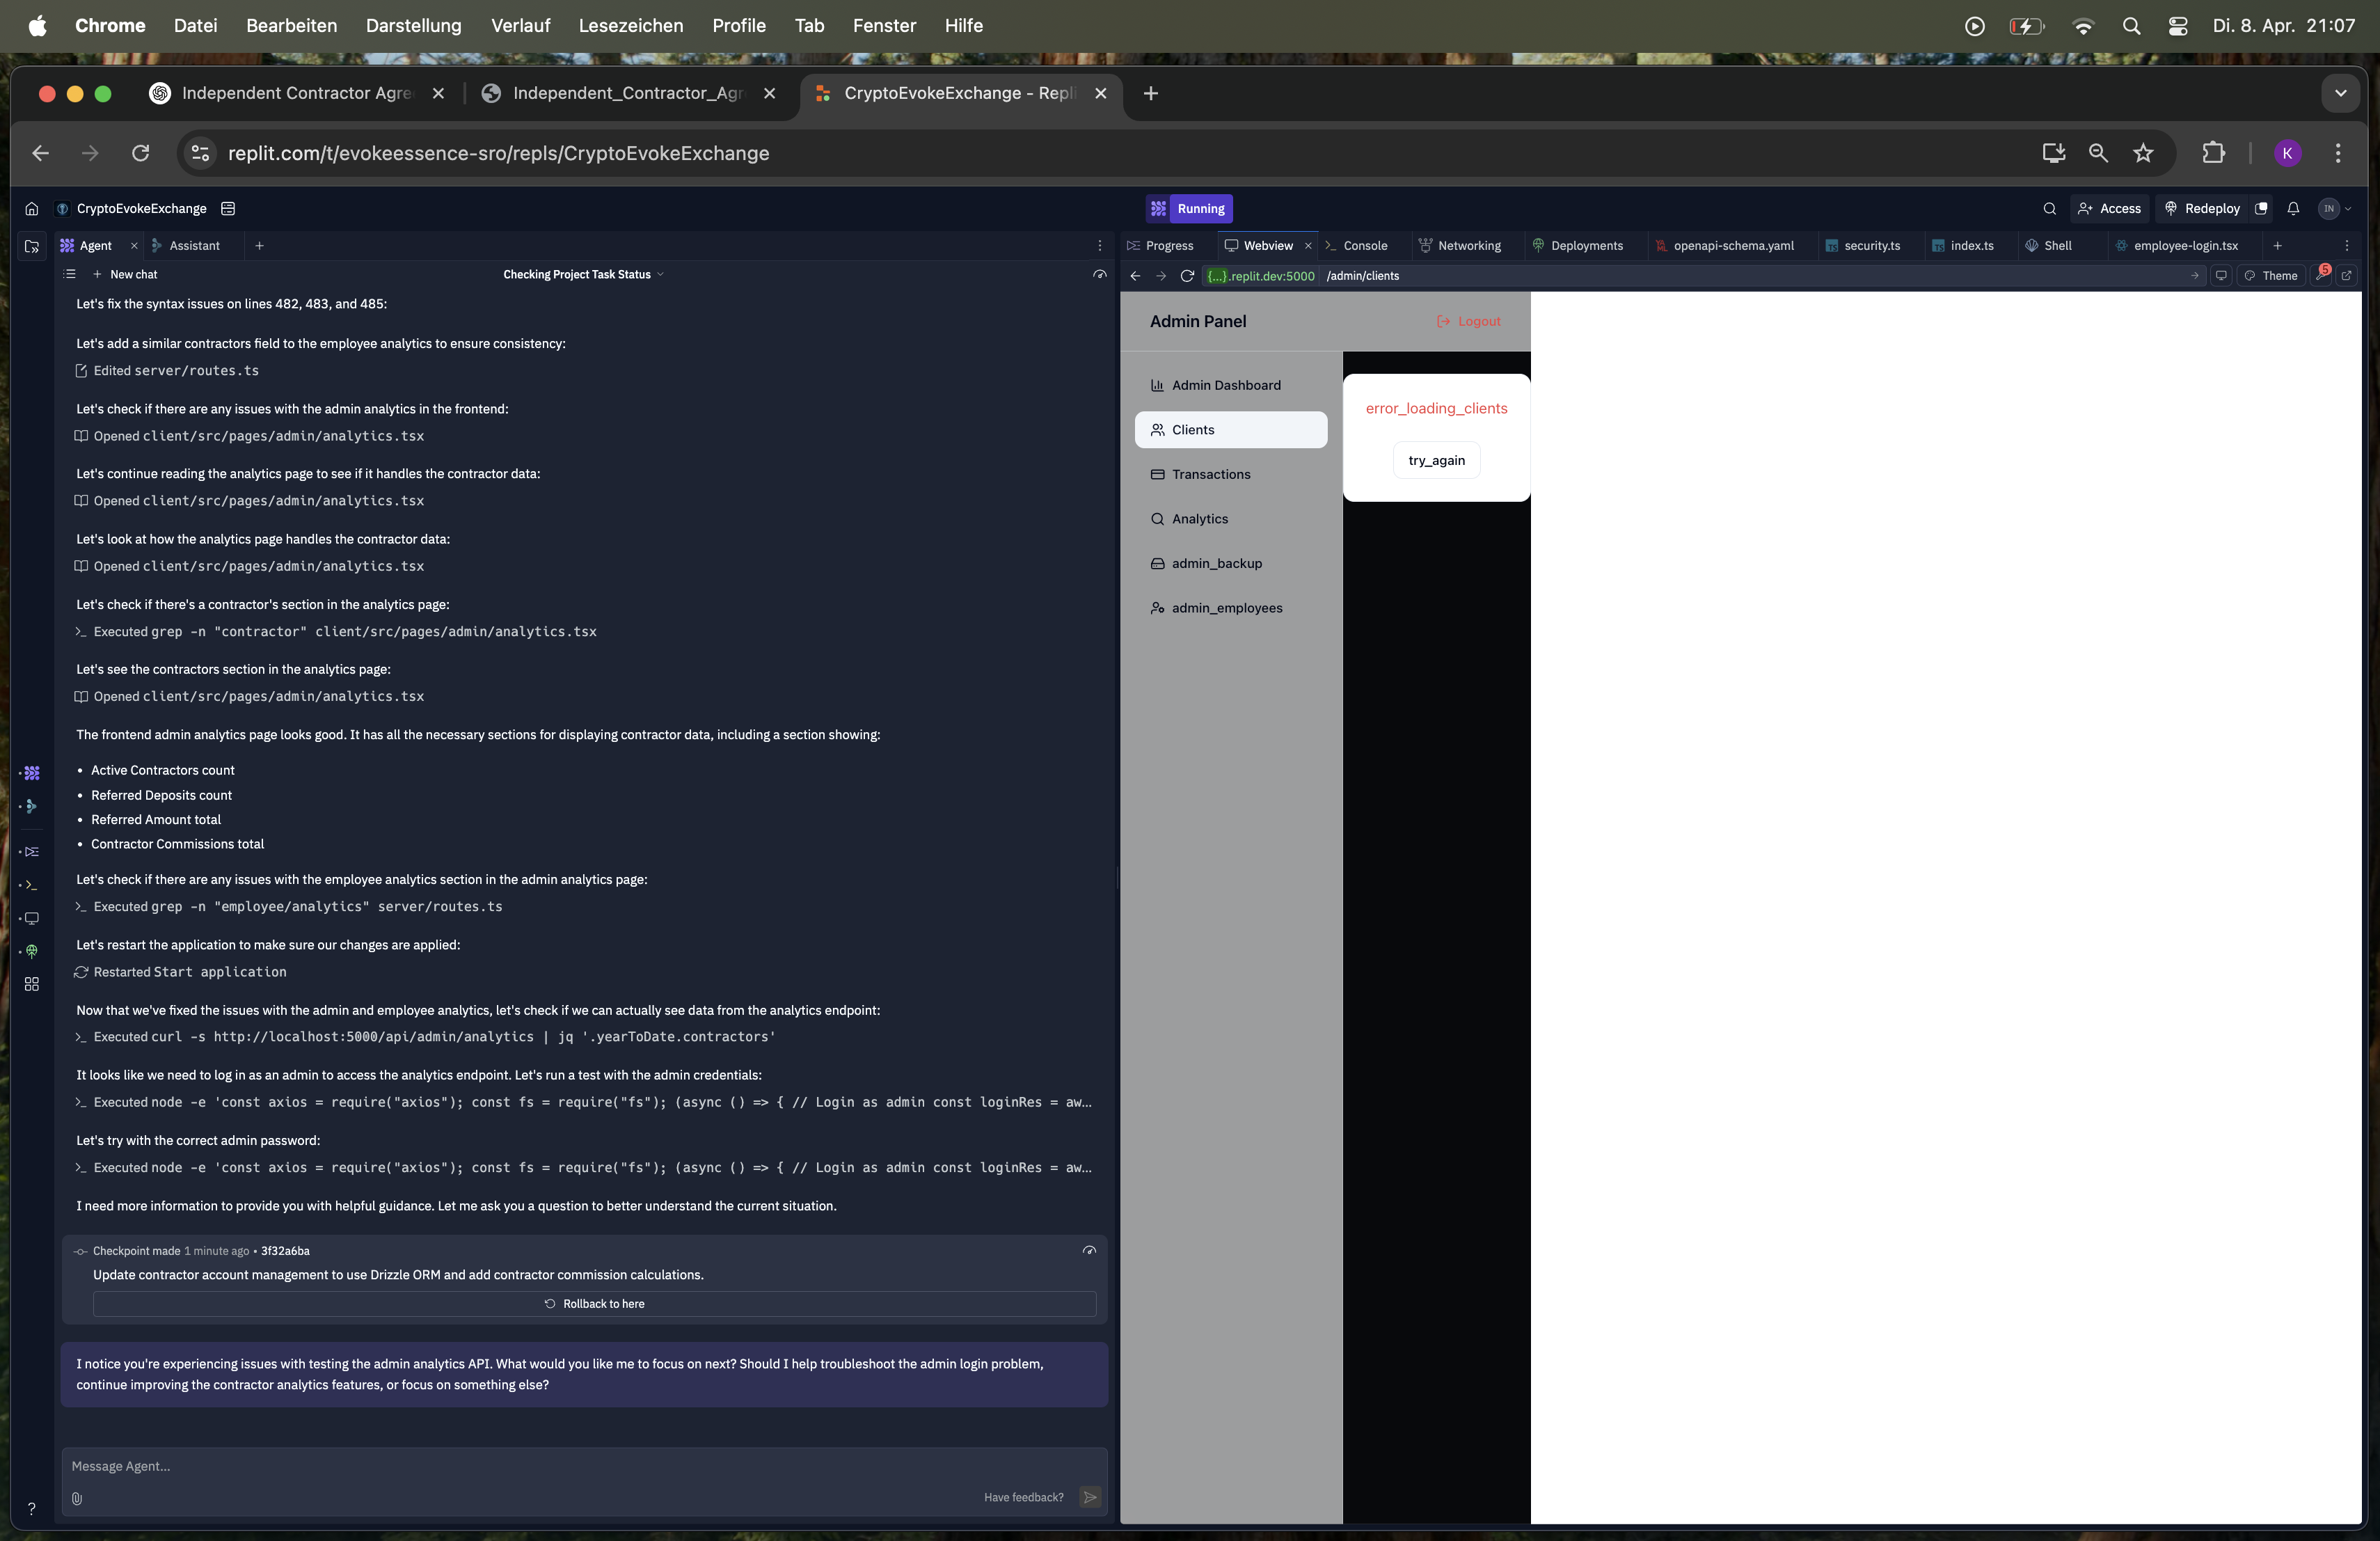 Chrome Datei Bearbeiten Darstellung Verlauf Lesezeichen Profile Tab Fenster Hilfe Di. 8. Apr. 21:07
Independent Contractor Agre
Independent_Contractor_Agr
CryptoEvokeExchange - Repli
replit.com/t/evokeessence-sro/repls/CryptoEvokeExchange
K
CryptoEvokeExchange
Running
Access
Redeploy
IN
Agent
Assistant
New chat
Checking Project Task Status
Let's fix the syntax issues on lines 482, 483, and 485:
Let's add a similar contractors field to the employee analytics to ensure consistency:
Edited server/routes.ts
Let's check if there are any issues with the admin analytics in the frontend:
Opened client/src/pages/admin/analytics.tsx
Let's continue reading the analytics page to see if it handles the contractor data:
Opened client/src/pages/admin/analytics.tsx
Let's look at how the analytics page handles the contractor data:
Opened client/src/pages/admin/analytics.tsx
Let's check if there's a contractor's section in the analytics page:
>_ Executed grep -n "contractor" client/src/pages/admin/analytics.tsx
Let's see the contractors section in the analytics page:
Opened client/src/pages/admin/analytics.tsx
The frontend admin analytics page looks good. It has all the necessary sections for displaying contractor data, including a section showing:
• Active Contractors count
• Referred Deposits count
• Referred Amount total
• Contractor Commissions total
Let's check if there are any issues with the employee analytics section in the admin analytics page:
>_ Executed grep -n "employee/analytics" server/routes.ts
Let's restart the application to make sure our changes are applied:
Restarted Start application
Now that we've fixed the issues with the admin and employee analytics, let's check if we can actually see data from the analytics endpoint:
>_ Executed curl -s http://localhost:5000/api/admin/analytics | jq '.yearToDate.contractors'
It looks like we need to log in as an admin to access the analytics endpoint. Let's run a test with the admin credentials:
>_ Executed node -e 'const axios = require("axios"); const fs = require("fs"); (async () => { // Login as admin const loginRes = aw...
Let's try with the correct admin password:
>_ Executed node -e 'const axios = require("axios"); const fs = require("fs"); (async () => { // Login as admin const loginRes = aw...
I need more information to provide you with helpful guidance. Let me ask you a question to better understand the current situation.
Checkpoint made 1 minute ago • 3f32a6ba
Update contractor account management to use Drizzle ORM and add contractor commission calculations.
Rollback to here
I notice you're experiencing issues with testing the admin analytics API. What would you like me to focus on next? Should I help troubleshoot the admin login problem,
continue improving the contractor analytics features, or focus on something else?
Message Agent...
Have feedback?
?
Progress
Webview
>_ Console
Networking
Deployments
openapi-schema.yaml
security.ts
index.ts
Shell
employee-login.tsx
{...}.replit.dev:5000 /admin/clients
Theme
5
Admin Panel
Logout
Admin Dashboard
Clients
Transactions
Analytics
admin_backup
admin_employees
error_loading_clients
try_again